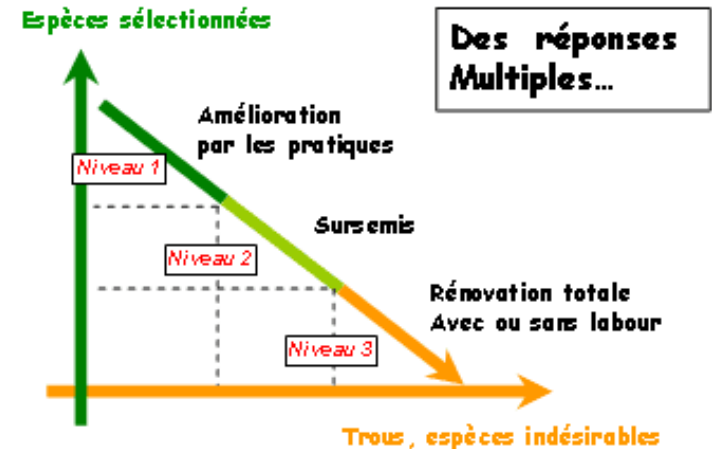 Espèces sélectionnées
Des réponses
Multiples...
Amélioration
par les pratiques
Niveau 1
Sursemis
Niveau 2
Rénovation totale
Avec ou sans labour
Niveau 3
Trous, espèces indésirables